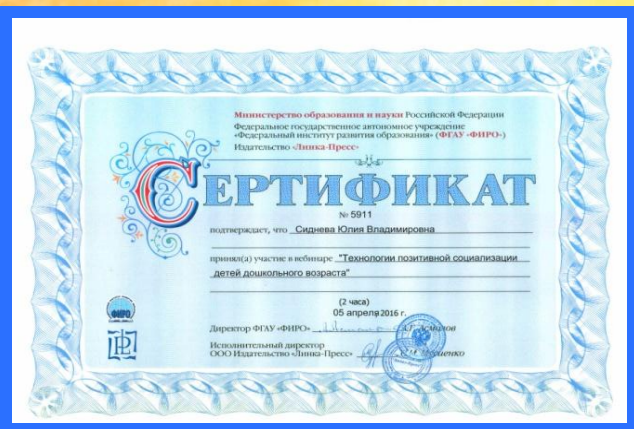 Министерство образования и науки Российской Федерации
Федеральное государственное автономное учреждение
«Федеральный институт развития образования» (ФГАУ «ФИРО»)
Издательство «Линка-Пресс»
СЕРТИФИКАТ
№ 5911
подтверждает, что Сиднева Юлия Владимировна
принял(а) участие в вебинаре "Технологии позитивной социализации
детей дошкольного возраста"
(2 часа)
05 апреля 2016 г.
ФИРО
Директор ФГАУ «ФИРО» А.Г. Асмолов
Исполнительный директор
ООО Издательство «Линка-Пресс»